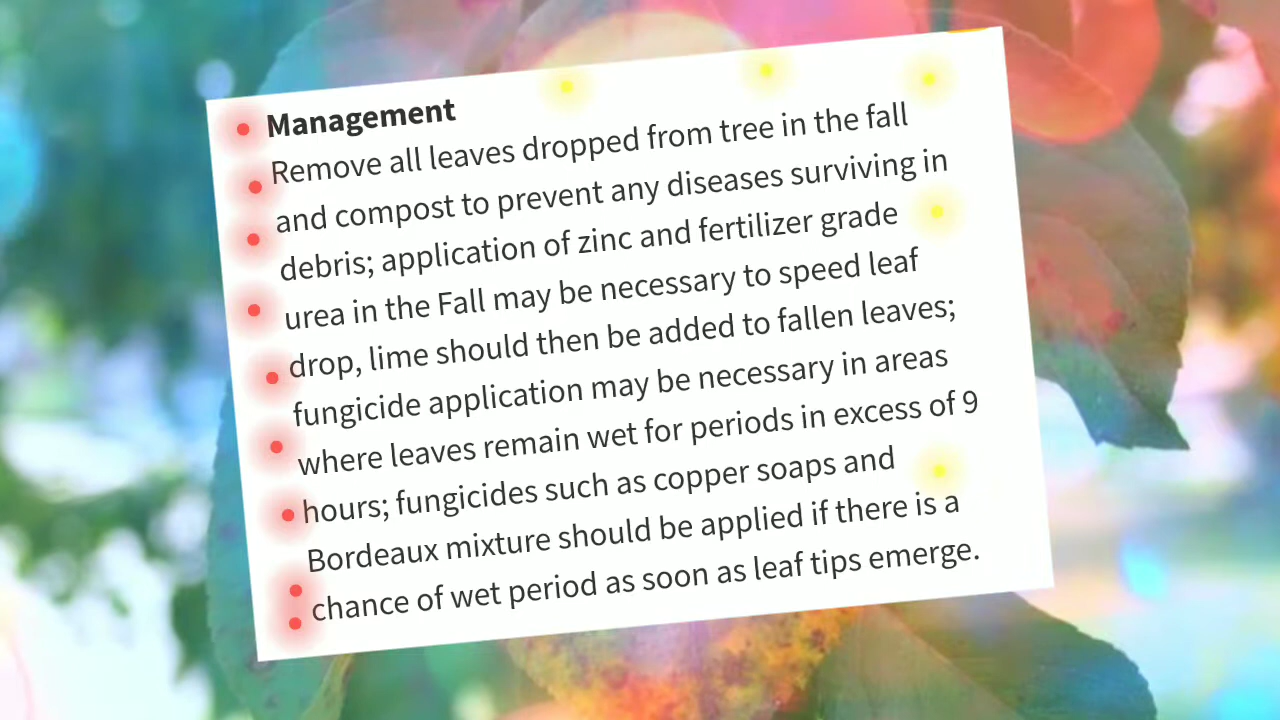 Management
Remove all leaves dropped from tree in the fall
and compost to prevent any diseases surviving in
debris; application of zinc and fertilizer grade
urea in the Fall may be necessary to speed leaf
drop, lime should then be added to fallen leaves;
fungicide application may be necessary in areas
where leaves remain wet for periods in excess of 9
hours; fungicides such as copper soaps and
Bordeaux mixture should be applied if there is a
chance of wet period as soon as leaf tips emerge.